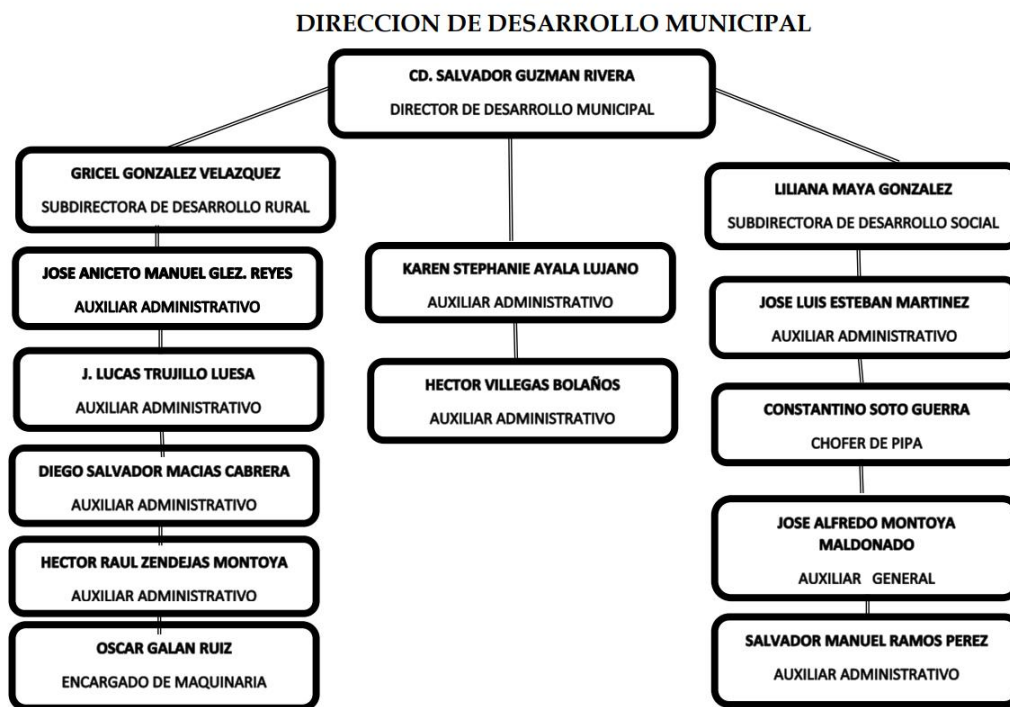 DIRECCION DE DESARROLLO MUNICIPAL
CD. SALVADOR GUZMAN RIVERA
DIRECTOR DE DESARROLLO MUNICIPAL
GRICEL GONZALEZ VELAZQUEZ
SUBDIRECTORA DE DESARROLLO RURAL
JOSE ANICETO MANUEL GLEZ. REYES
AUXILIAR ADMINISTRATIVO
J. LUCAS TRUJILLO LUESA
AUXILIAR ADMINISTRATIVO
DIEGO SALVADOR MACIAS CABRERA
AUXILIAR ADMINISTRATIVO
HECTOR RAUL ZENDEJAS MONTOYA
AUXILIAR ADMINISTRATIVO
OSCAR GALAN RUIZ
ENCARGADO DE MAQUINARIA
KAREN STEPHANIE AYALA LUJANO
AUXILIAR ADMINISTRATIVO
HECTOR VILLEGAS BOLAÑOS
AUXILIAR ADMINISTRATIVO
LILIANA MAYA GONZALEZ
SUBDIRECTORA DE DESARROLLO SOCIAL
JOSE LUIS ESTEBAN MARTINEZ
AUXILIAR ADMINISTRATIVO
CONSTANTINO SOTO GUERRA
CHOFER DE PIPA
JOSE ALFREDO MONTOYA
MALDONADO
AUXILIAR GENERAL
SALVADOR MANUEL RAMOS PEREZ
AUXILIAR ADMINISTRATIVO